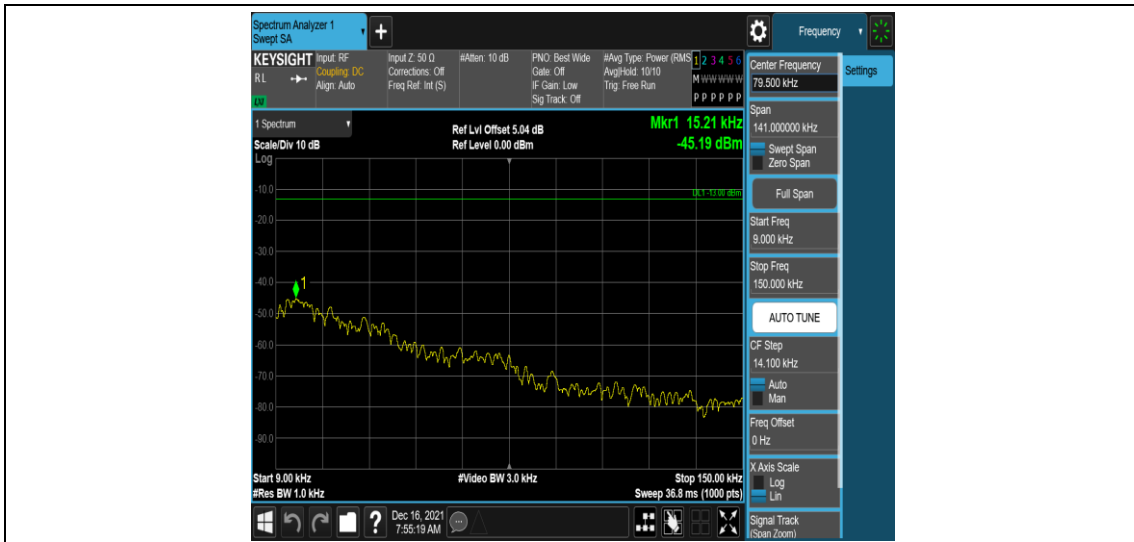 Spectrum Analyzer 1
Swept SA
+
Frequency
KEYSIGHT
RL
LXI
Input: RF
Coupling: DC
Align: Auto
Input Z: 50 Ω
Corrections: Off
Freq Ref: Int (S)
#Atten: 10 dB
PNO: Best Wide
Gate: Off
IF Gain: Low
Sig Track: Off
#Avg Type: Power (RMS
Avg|Hold: 10/10
Trig: Free Run
1 2 3 4 5 6
M W W W W W
P P P P P P
Center Frequency
79.500 kHz
Settings
Span
141.000000 kHz
Swept Span
Zero Span
Full Span
Start Freq
9.000 kHz
Stop Freq
150.000 kHz
AUTO TUNE
CF Step
14.100 kHz
Auto
Man
Freq Offset
0 Hz
X Axis Scale
Log
Lin
Signal Track
(Span Zoom)
1 Spectrum
Scale/Div 10 dB
Log
Ref Lvl Offset 5.04 dB
Ref Level 0.00 dBm
Mkr1 15.21 kHz
-45.19 dBm
DL1 -13.00 dBm
-10.0
-20.0
-30.0
-40.0
1
-50.0
-60.0
-70.0
-80.0
-90.0
Start 9.00 kHz
#Res BW 1.0 kHz
#Video BW 3.0 kHz
Stop 150.00 kHz
Sweep 36.8 ms (1000 pts)
?
Dec 16, 2021
7:55:19 AM